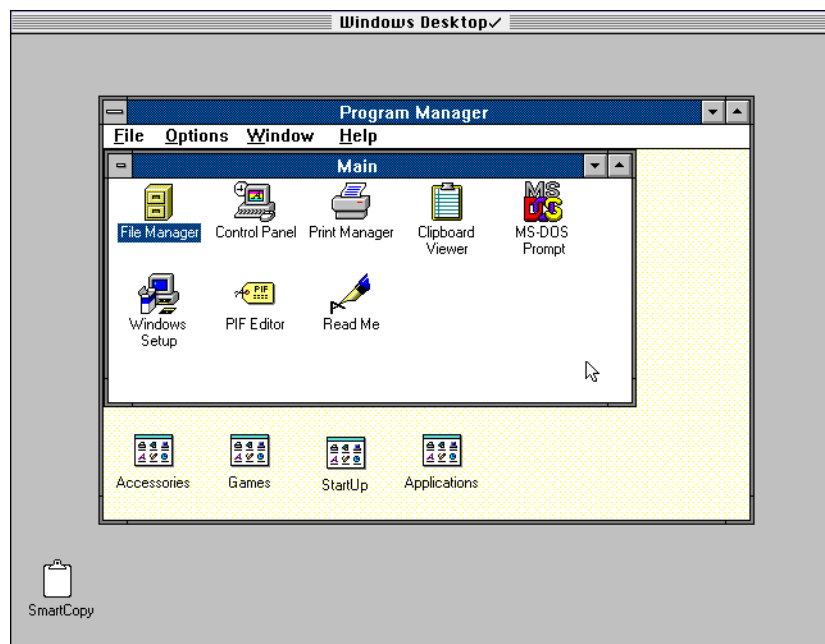 Windows Desktop✓
Program Manager
File Options Window Help
Main
File Manager Control Panel Print Manager Clipboard Viewer MS-DOS Prompt
Windows Setup PIF Editor Read Me
Accessories Games StartUp Applications
SmartCopy